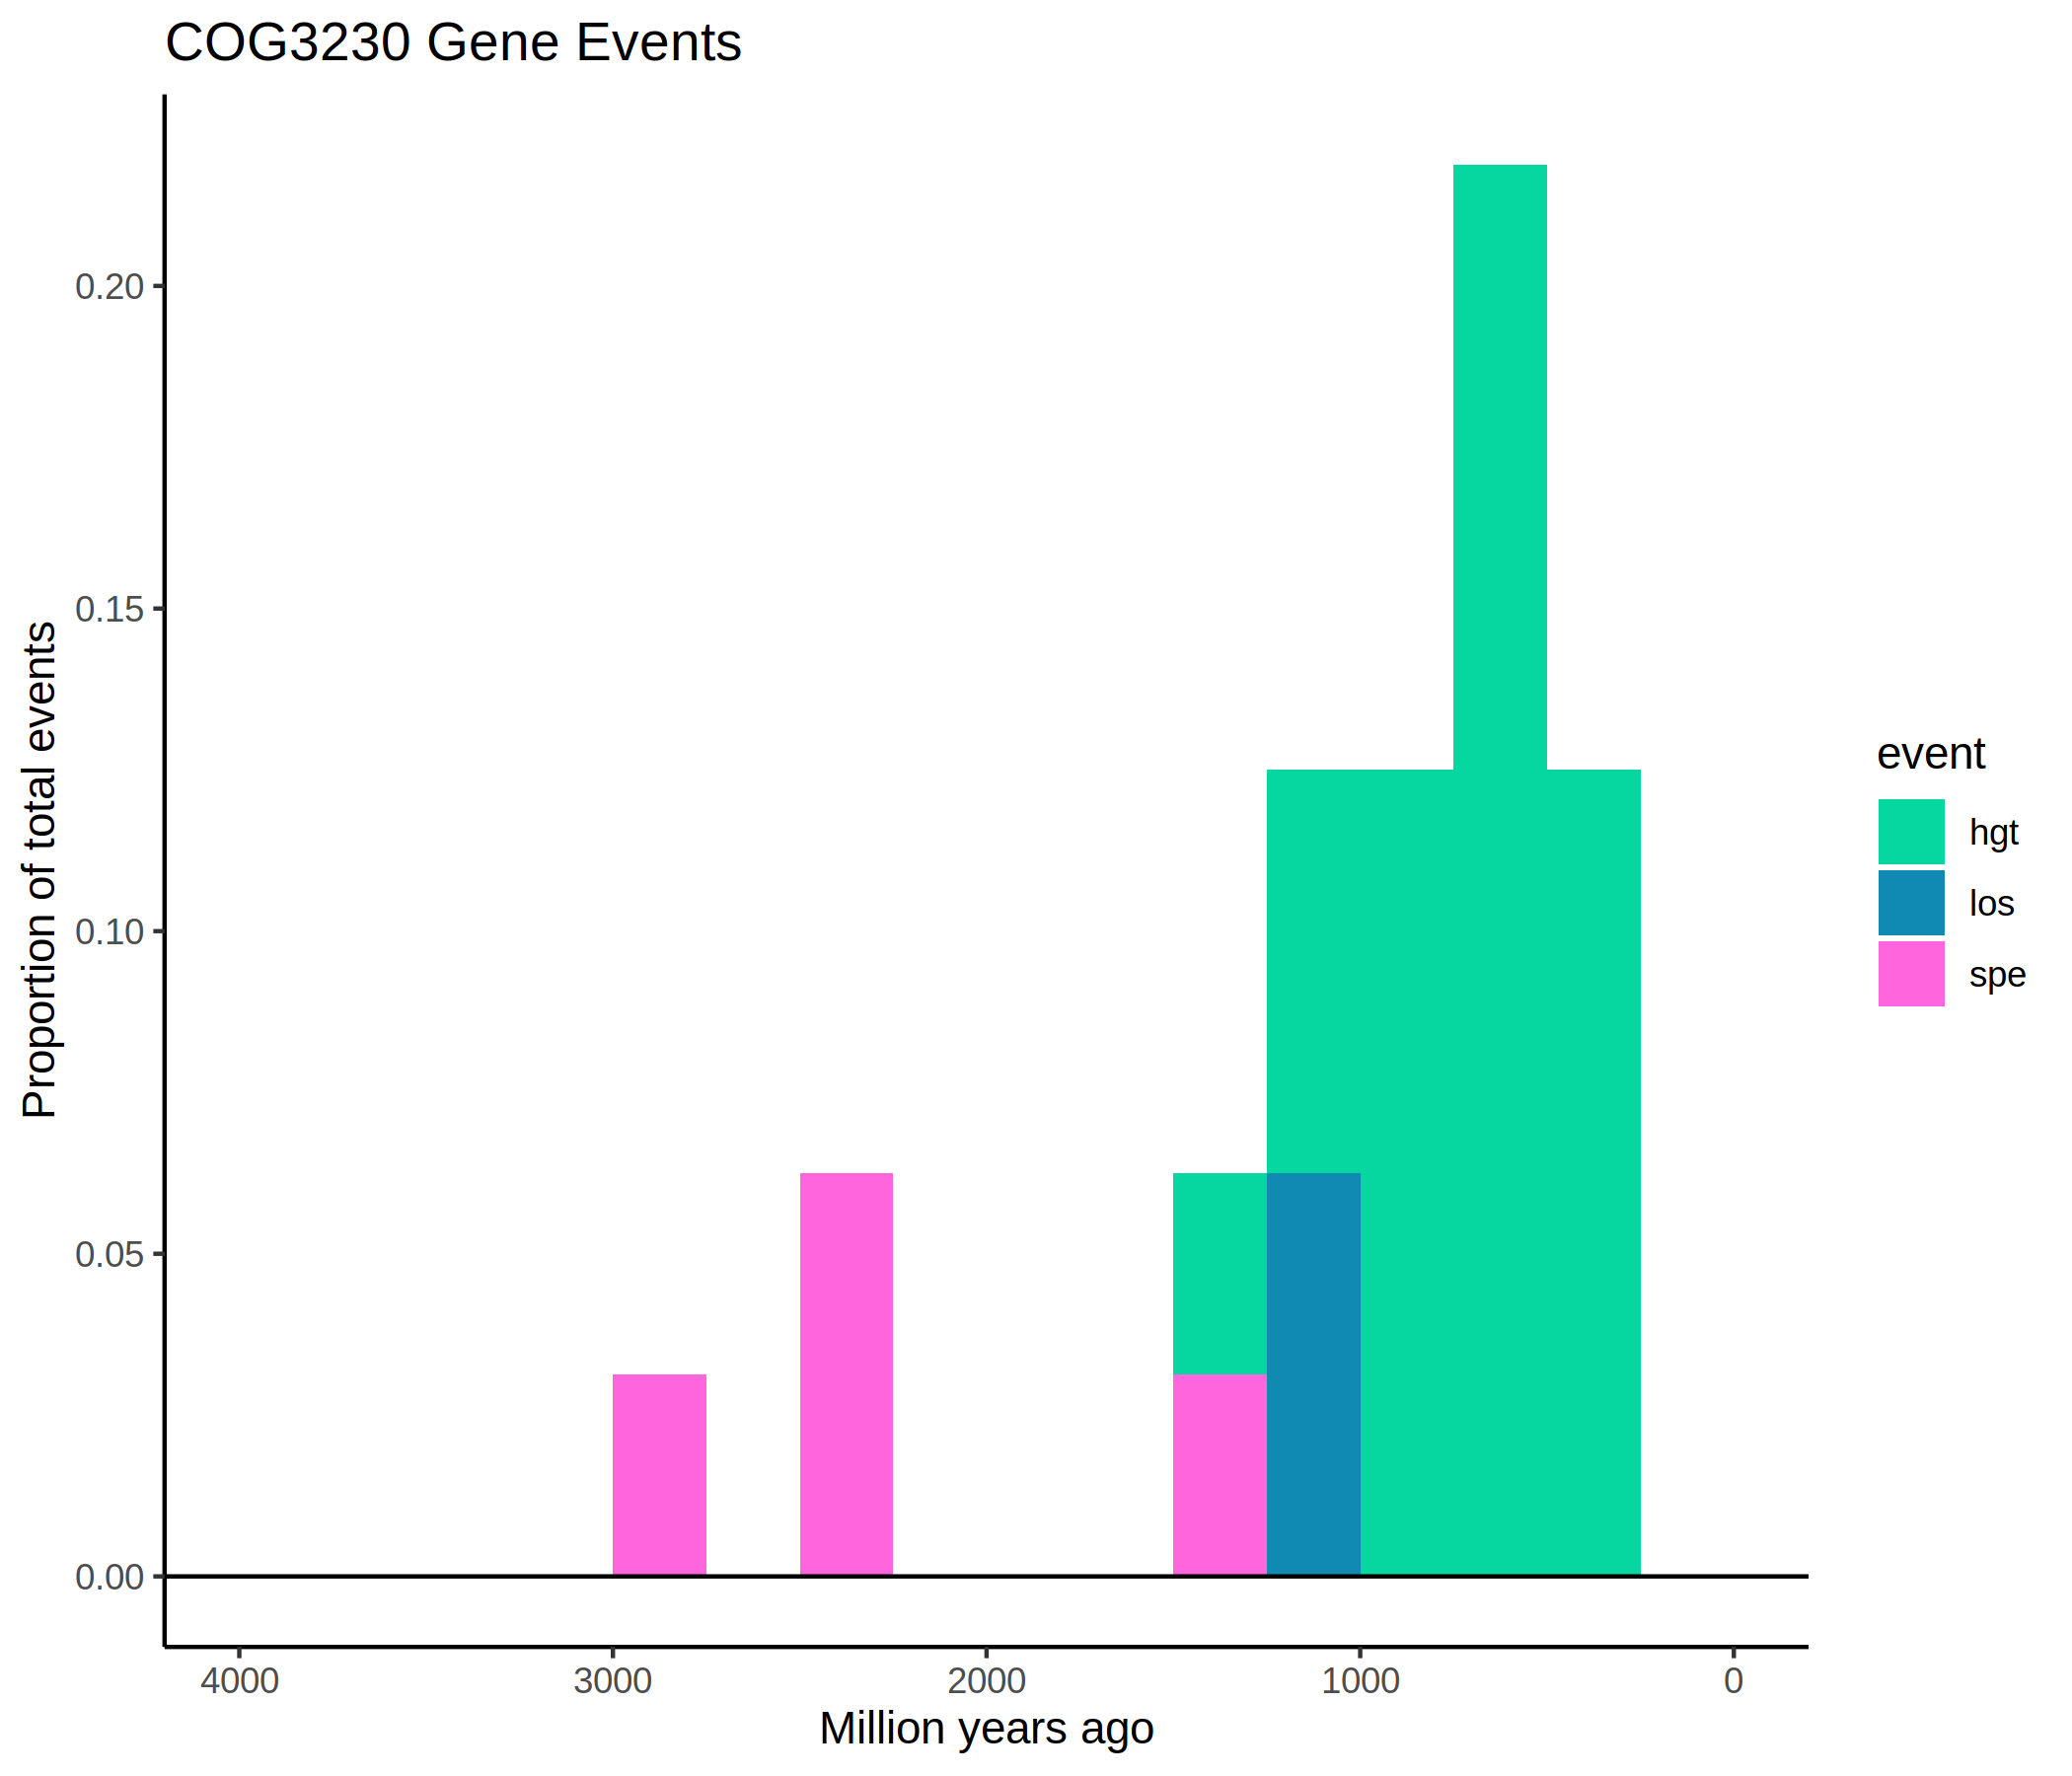 COG3230 Gene Events
Proportion of total events
0.20
0.15
0.10
0.05
0.00
4000 3000 2000 1000 0
Million years ago
event
hgt
los
spe